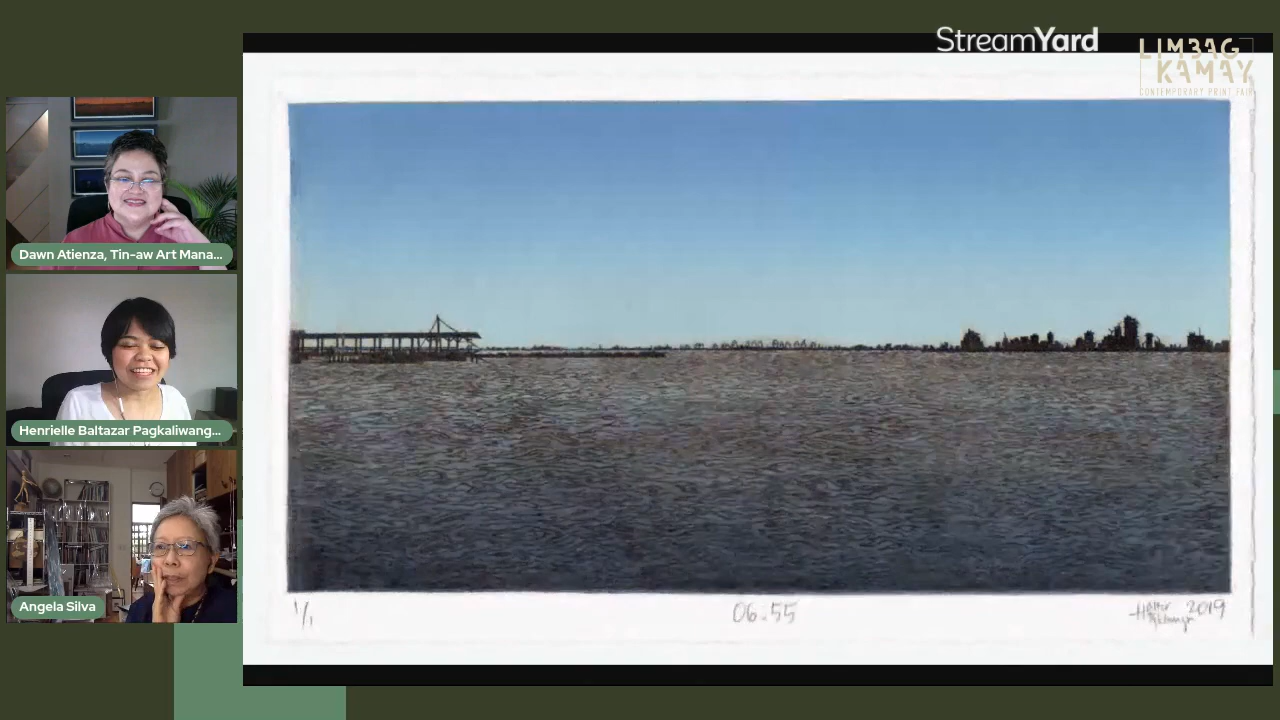 StreamYard
LIMBAG
KAMAY
CONTEMPORARY PRINT FAIR
Dawn Atienza, Tin-aw Art Mana...
Henrielle Baltazar Pagkaliwang...
Angela Silva
1/1
06.55
2019